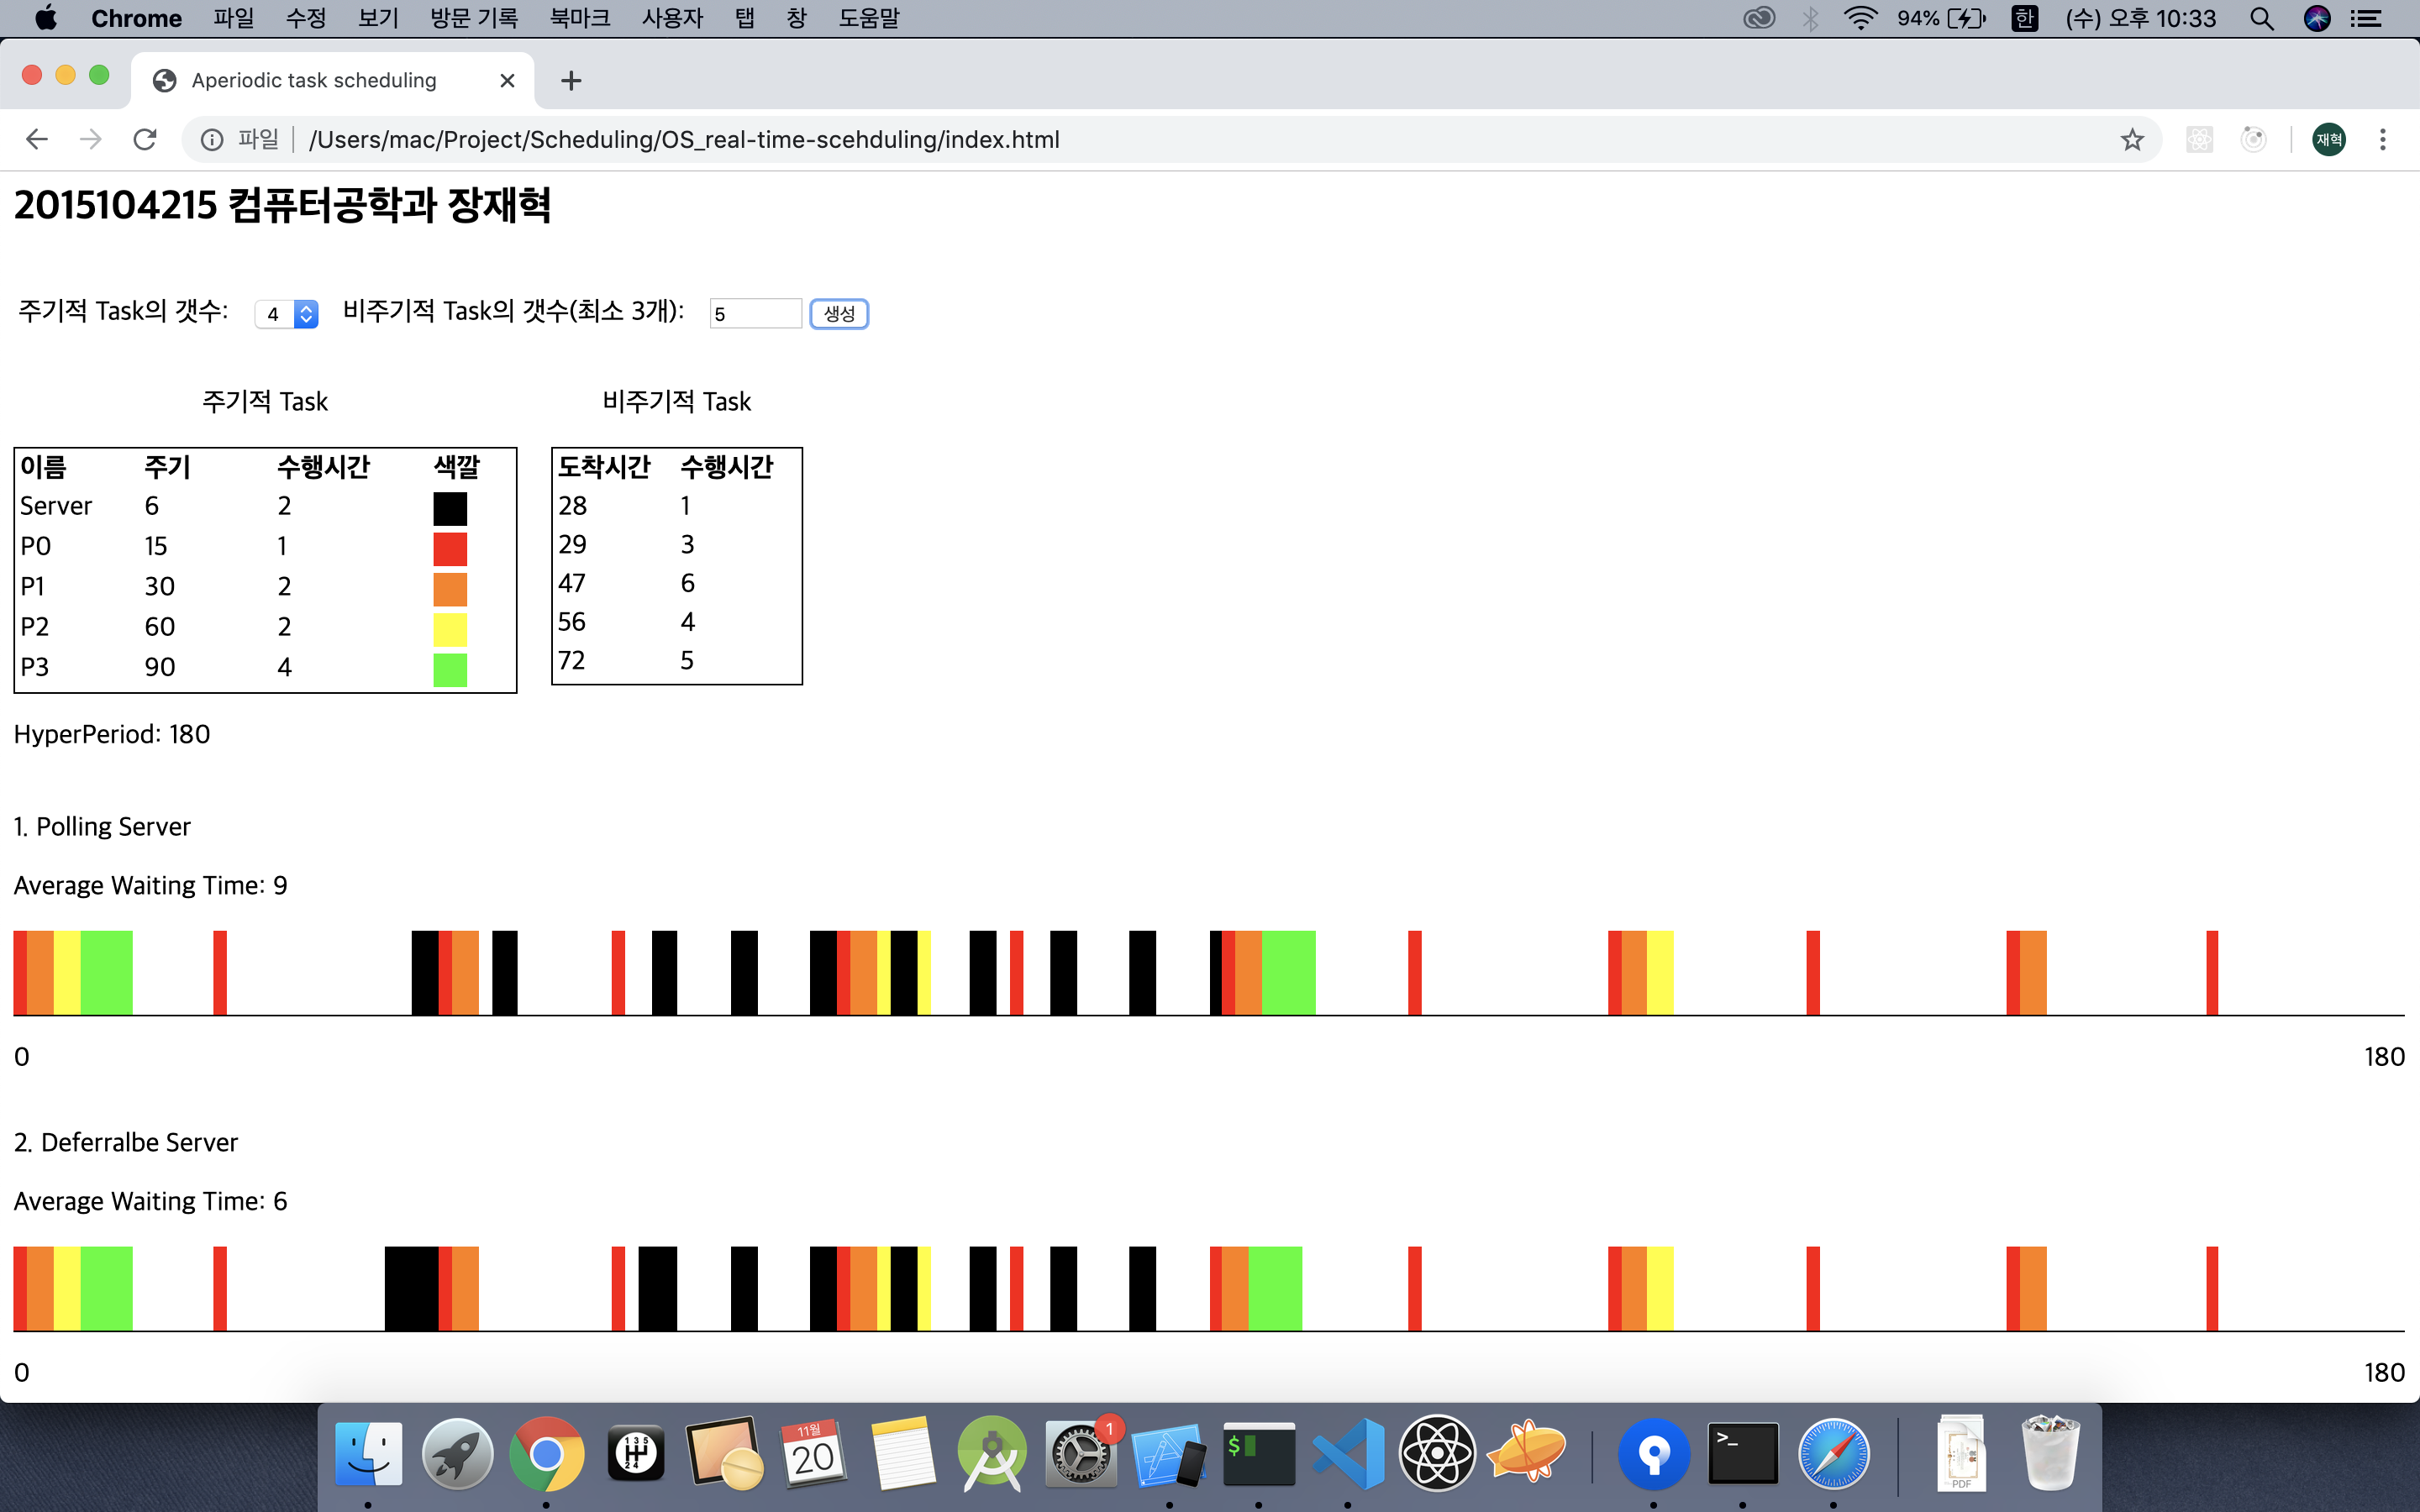 Chrome 파일 수정 보기 방문 기록 북마크 사용자 탭 창 도움말 94% 한 (수) 오후 10:33
Aperiodic task scheduling
파일 /Users/mac/Project/Scheduling/OS_real-time-scehduling/index.html 재혁
2015104215 컴퓨터공학과 장재혁
주기적 Task의 갯수: 4 비주기적 Task의 갯수(최소 3개): 5 생성
주기적 Task 비주기적 Task
이름 주기 수행시간 색깔 도착시간 수행시간
Server 6 2 28 1
P0 15 1 29 3
P1 30 2 47 6
P2 60 2 56 4
P3 90 4 72 5
HyperPeriod: 180
1. Polling Server
Average Waiting Time: 9
0 180
2. Deferralbe Server
Average Waiting Time: 6
0 180
1 3 5
2 4
11월
20
1
$
>_
PDF